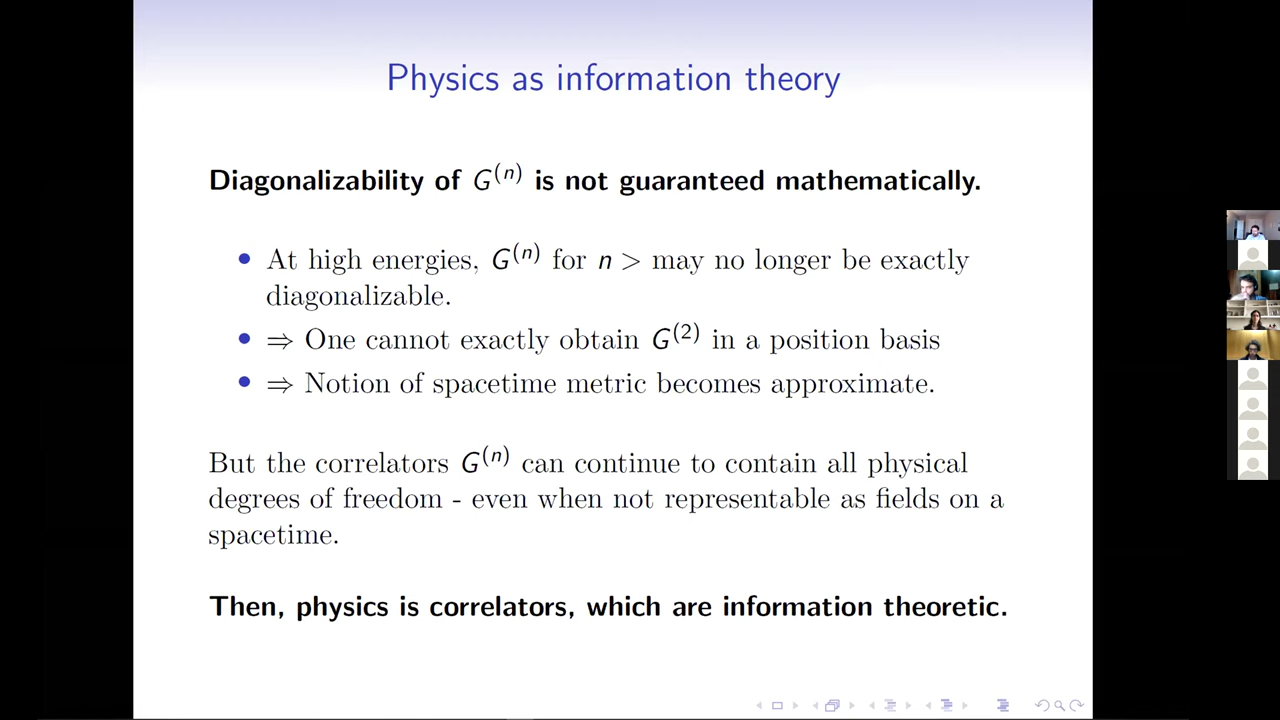 Physics as information theory
Diagonalizability of G^(n) is not guaranteed mathematically.
• At high energies, G^(n) for n > may no longer be exactly
diagonalizable.
• ⇒ One cannot exactly obtain G^(2) in a position basis
• ⇒ Notion of spacetime metric becomes approximate.
But the correlators G^(n) can continue to contain all physical
degrees of freedom - even when not representable as fields on a
spacetime.
Then, physics is correlators, which are information theoretic.